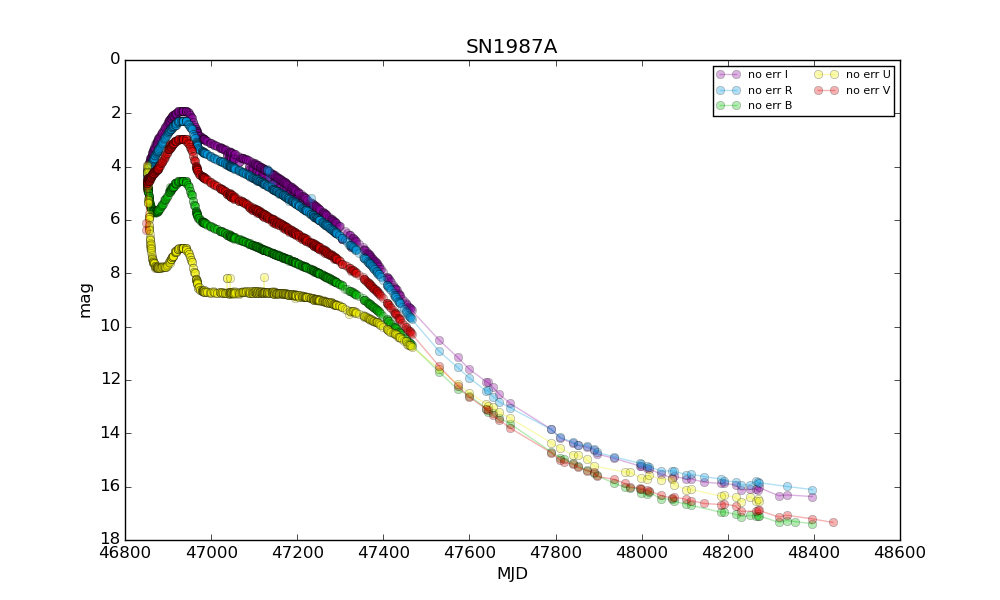 SN1987A
no err I
no err R
no err B
no err U
no err V
mag
0
2
4
6
8
10
12
14
16
18
46800 47000 47200 47400 47600 47800 48000 48200 48400 48600
MJD